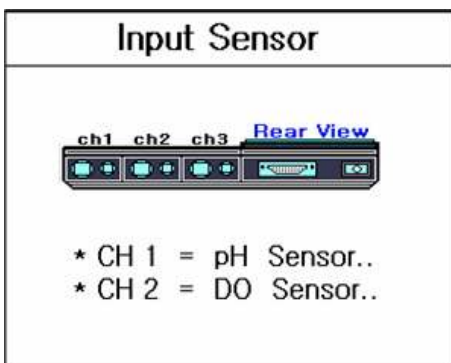 Input Sensor
ch1 ch2 ch3 Rear View
* CH 1 = pH Sensor..
* CH 2 = DO Sensor..